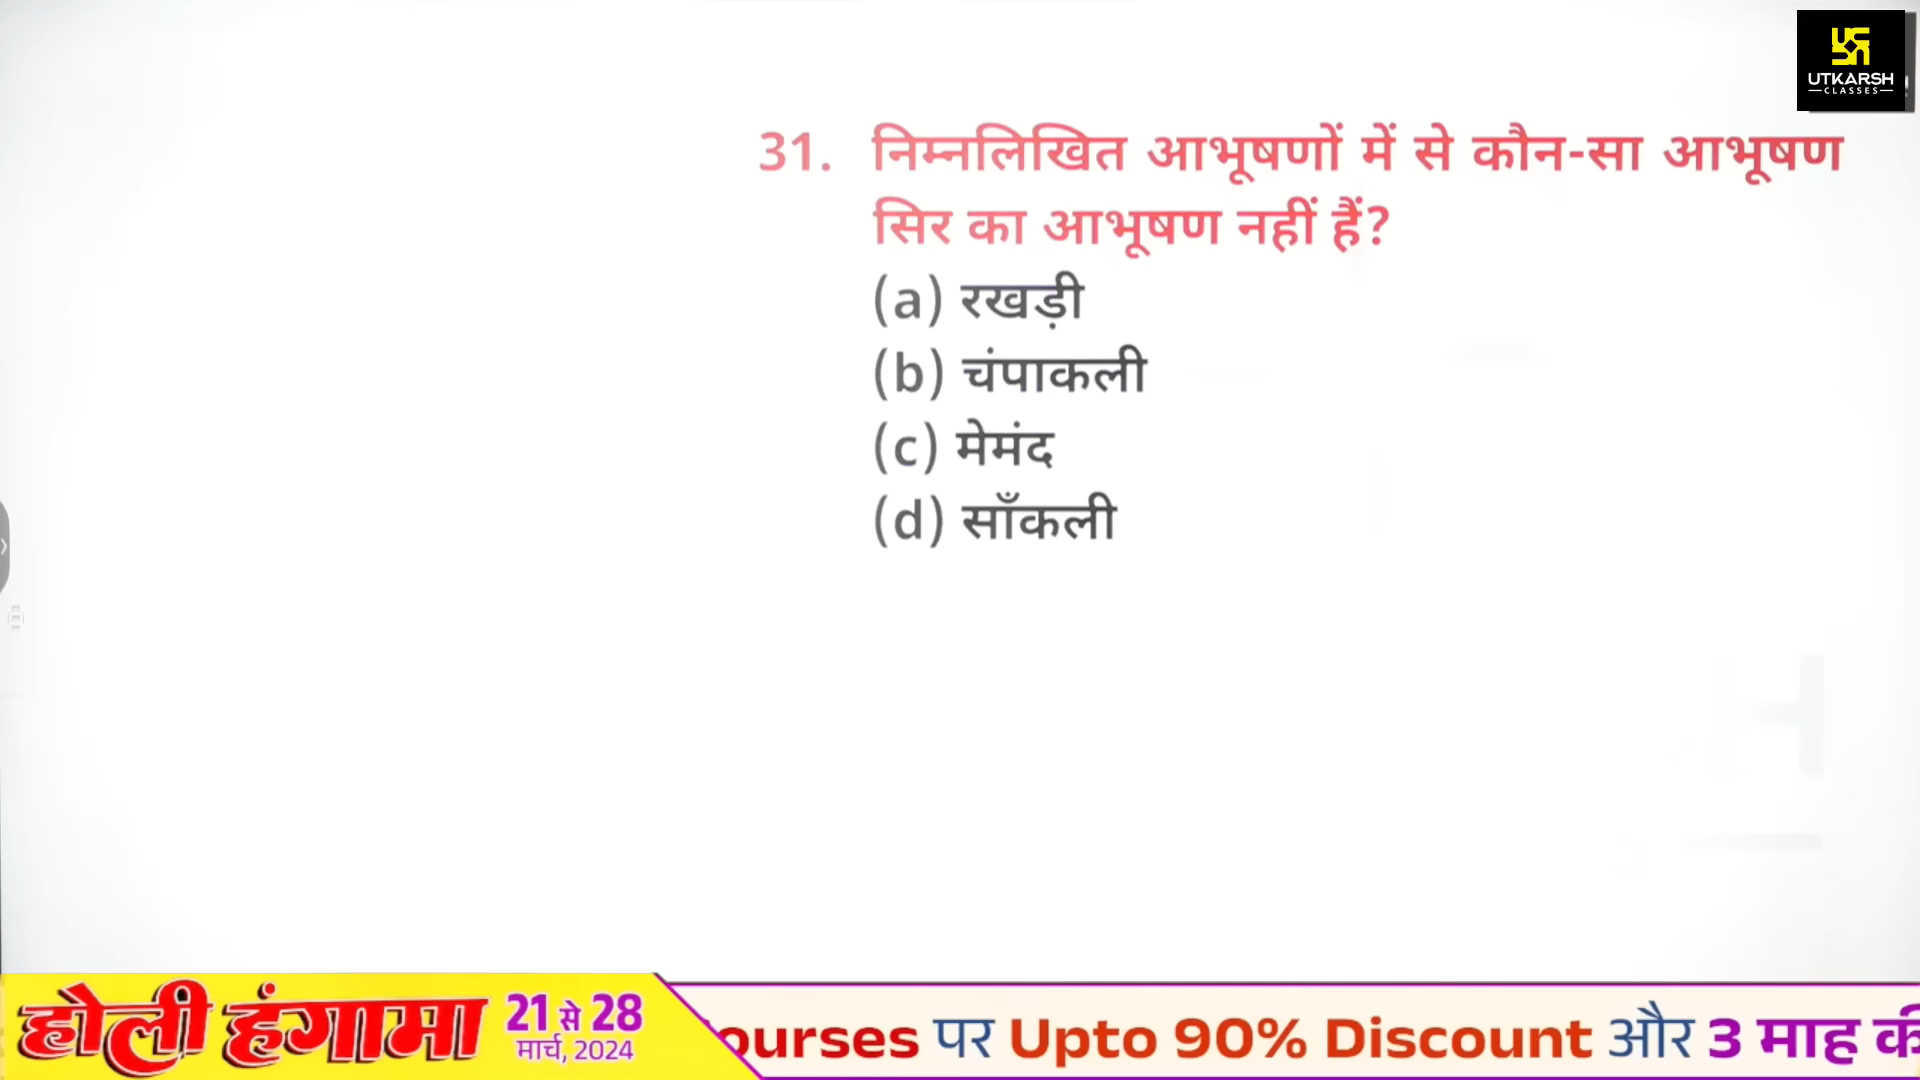 UTKARSH
CLASSES
31. निम्नलिखित आभूषणों में से कौन-सा आभूषण
सिर का आभूषण नहीं हैं?
(a) रखड़ी
(b) चंपाकली
(c) मेमंद
(d) साँकली
होली हंगामा 21 से 28
मार्च, 2024
ourses पर Upto 90% Discount और 3 माह की